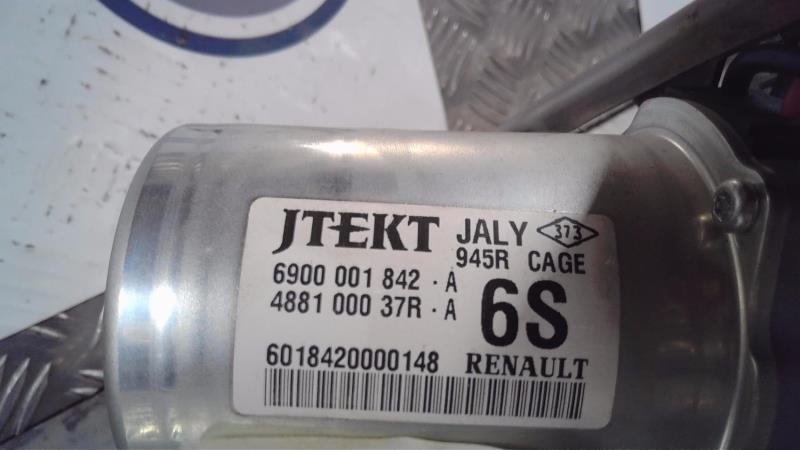 JTEKT JALY 373
945R CAGE
6900 001 842 · A
4881 000 37R · A 6S
6018420000148 RENAULT